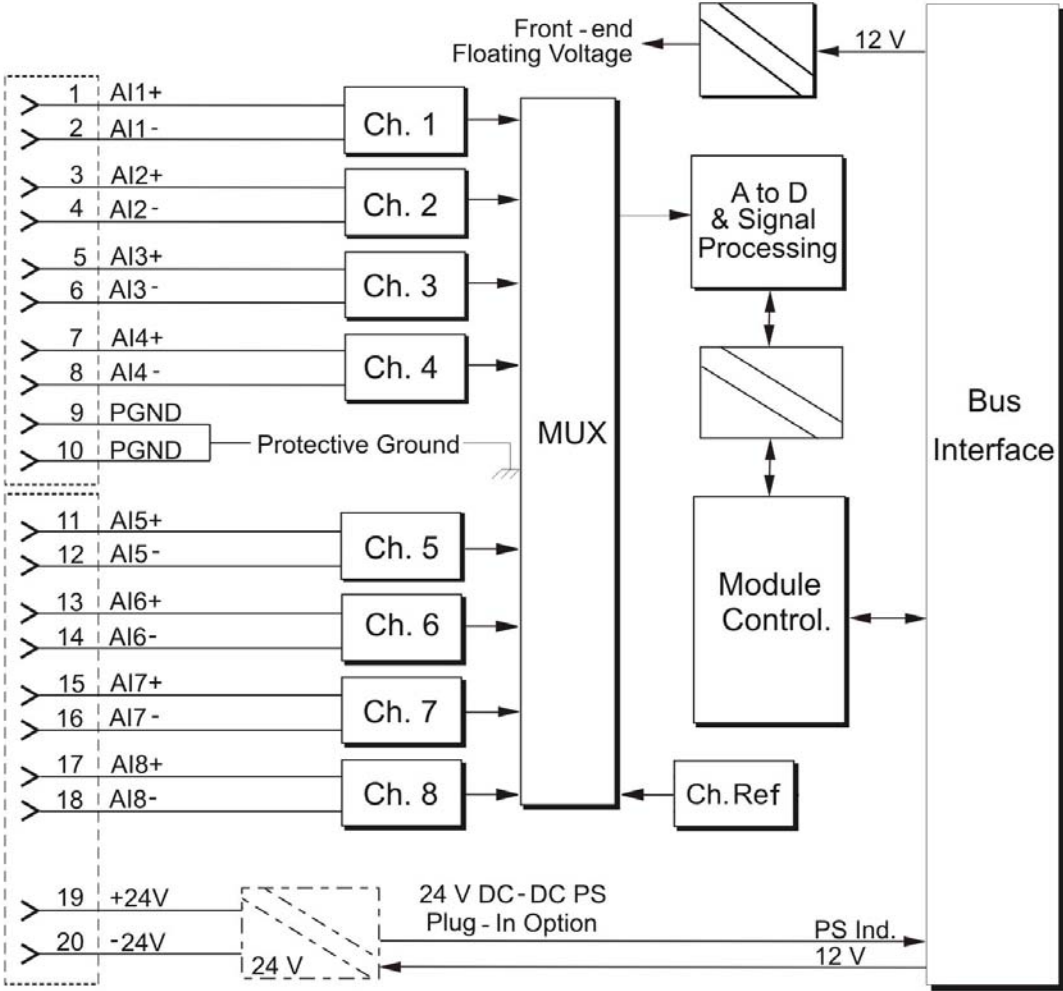 Front - end
Floating Voltage
12 V
1 AI1+
2 AI1-
Ch. 1
3 AI2+
4 AI2-
Ch. 2
5 AI3+
6 AI3-
Ch. 3
7 AI4+
8 AI4-
Ch. 4
9 PGND
10 PGND
Protective Ground
MUX
A to D
& Signal
Processing
Bus
Interface
11 AI5+
12 AI5-
Ch. 5
13 AI6+
14 AI6-
Ch. 6
15 AI7+
16 AI7-
Ch. 7
17 AI8+
18 AI8-
Ch. 8
Module
Control.
Ch. Ref
19 +24V
20 -24V
24 V
24 V DC-DC PS
Plug - In Option
PS Ind.
12 V